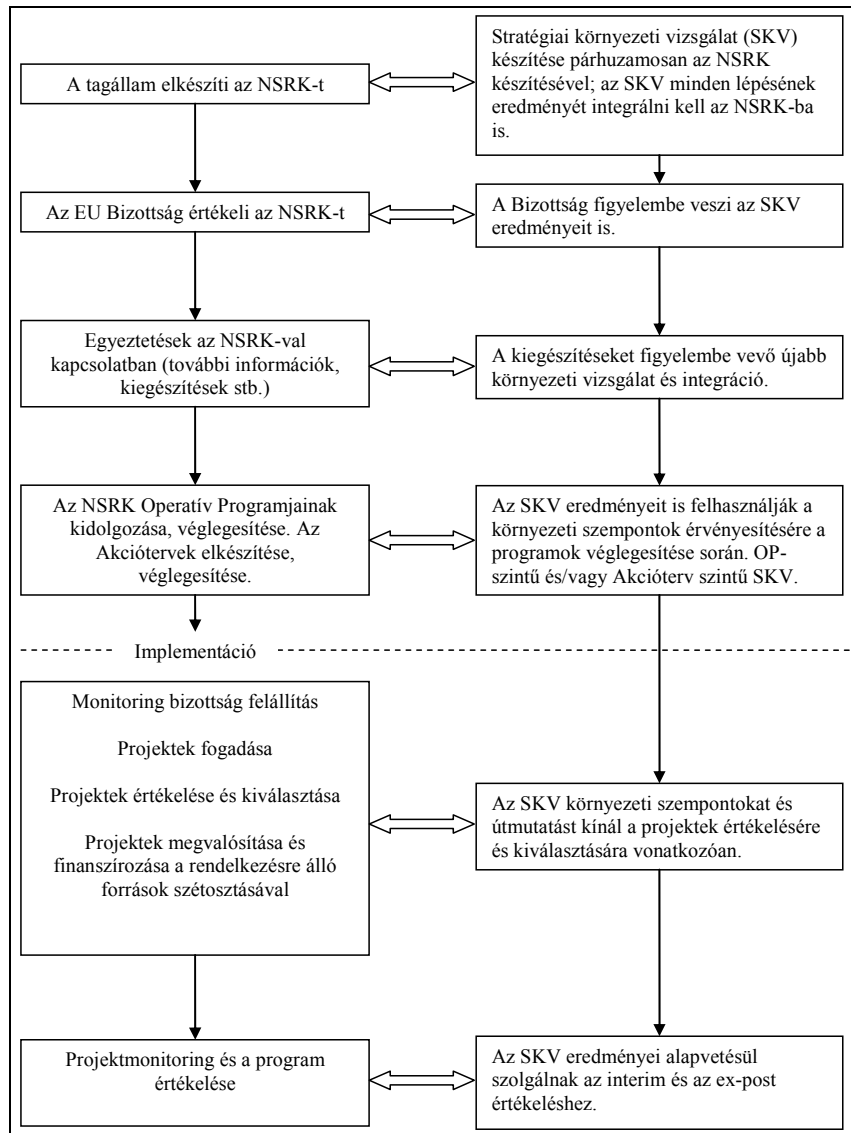 A tagállam elkészíti az NSRK-t
Stratégiai környezeti vizsgálat (SKV)
készítése párhuzamosan az NSRK
készítésével; az SKV minden lépésének
eredményét integrálni kell az NSRK-ba
is.
Az EU Bizottság értékeli az NSRK-t
A Bizottság figyelembe veszi az SKV
eredményeit is.
Egyeztetések az NSRK-val
kapcsolatban (további információk,
kiegészítések stb.)
A kiegészítéseket figyelembe vevő újabb
környezeti vizsgálat és integráció.
Az NSRK Operatív Programjainak
kidolgozása, véglegesítése. Az
Akciótervek elkészítése,
véglegesítése.
Az SKV eredményeit is felhasználják a
környezeti szempontok érvényesítésére a
programok véglegesítése során. OP-
szintű és/vagy Akcióterv szintű SKV.
Implementáció
Monitoring bizottság felállítás
Projektek fogadása
Projektek értékelése és kiválasztása
Projektek megvalósítása és
finanszírozása a rendelkezésre álló
források szétosztásával
Az SKV környezeti szempontokat és
útmutatást kínál a projektek értékelésére
és kiválasztására vonatkozóan.
Projektmonitoring és a program
értékelése
Az SKV eredményei alapvetésül
szolgálnak az interim és az ex-post
értékeléshez.